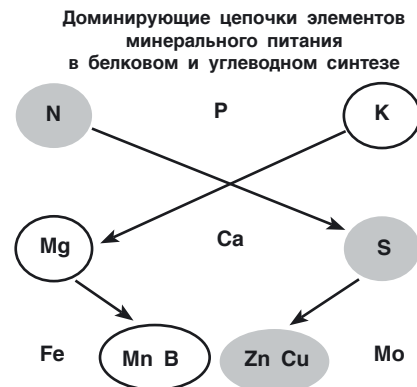 Доминирующие цепочки элементов
минерального питания
в белковом и углеводном синтезе
N P K
Mg Ca S
Fe Mn B Zn Cu Mo